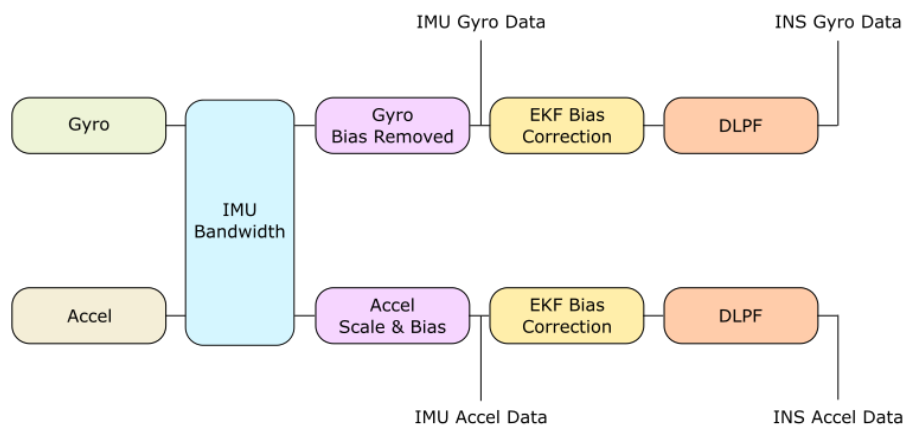 IMU Gyro Data
INS Gyro Data
Gyro
Gyro
Bias Removed
EKF Bias
Correction
DLPF
IMU
Bandwidth
Accel
Accel
Scale & Bias
EKF Bias
Correction
DLPF
IMU Accel Data
INS Accel Data